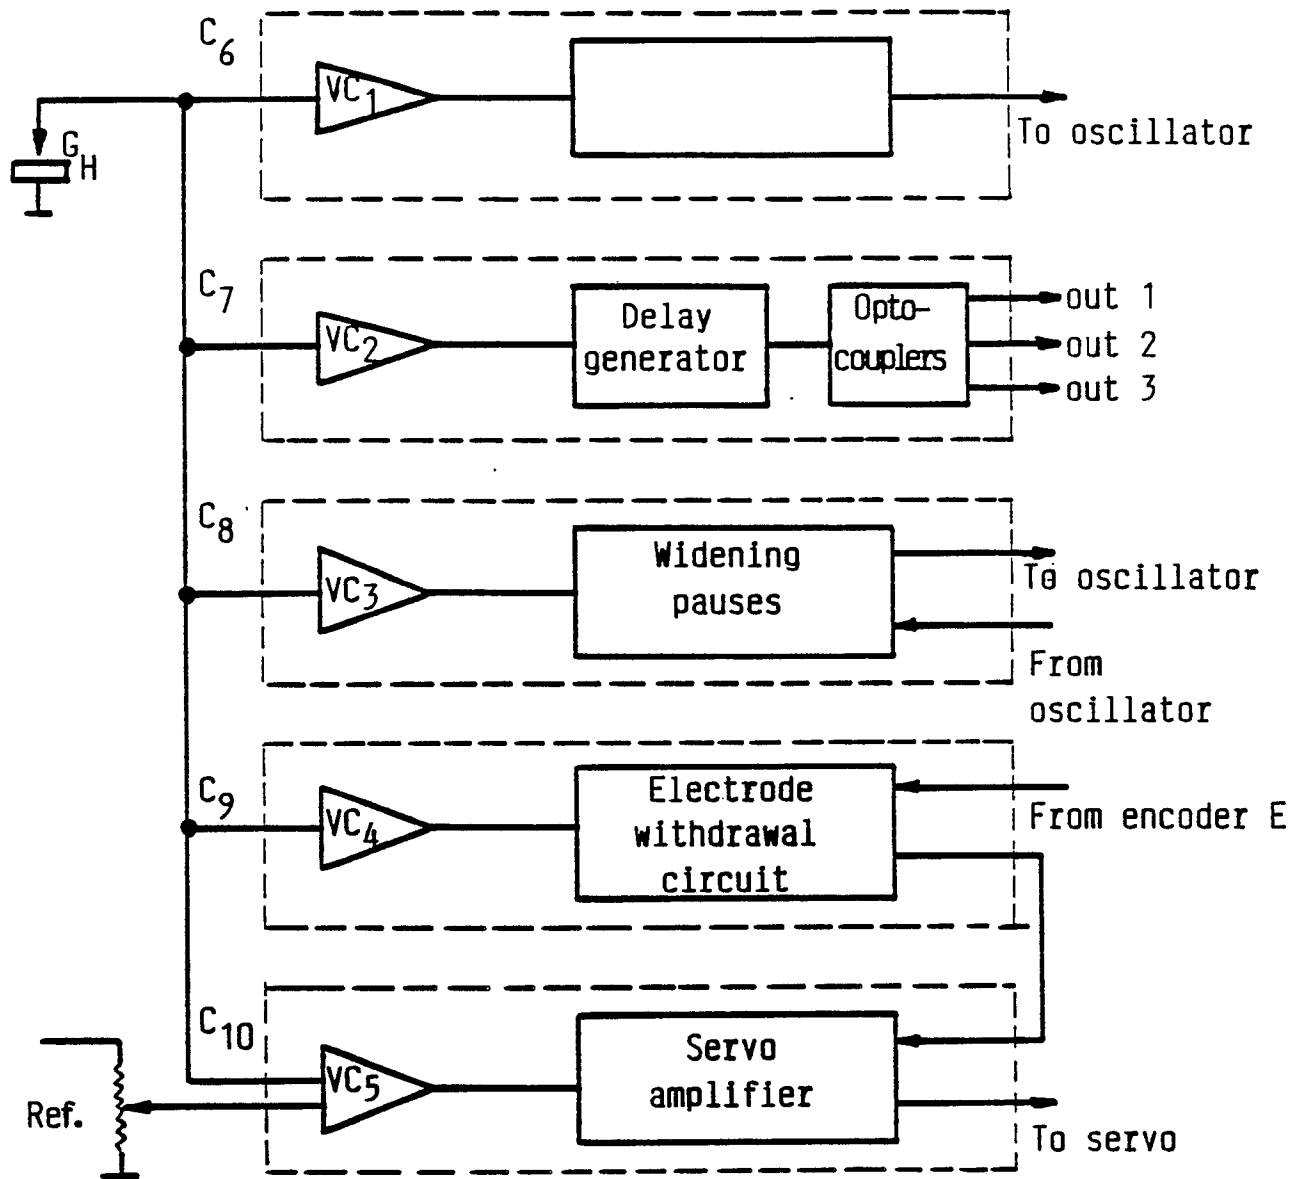 C6
VC1
To oscillator
GH
C7
VC2
Delay
generator
Opto-
couplers
out 1
out 2
out 3
C8
VC3
Widening
pauses
To oscillator
From
oscillator
C9
VC4
Electrode
withdrawal
circuit
From encoder E
C10
VC5
Servo
amplifier
Ref.
To servo